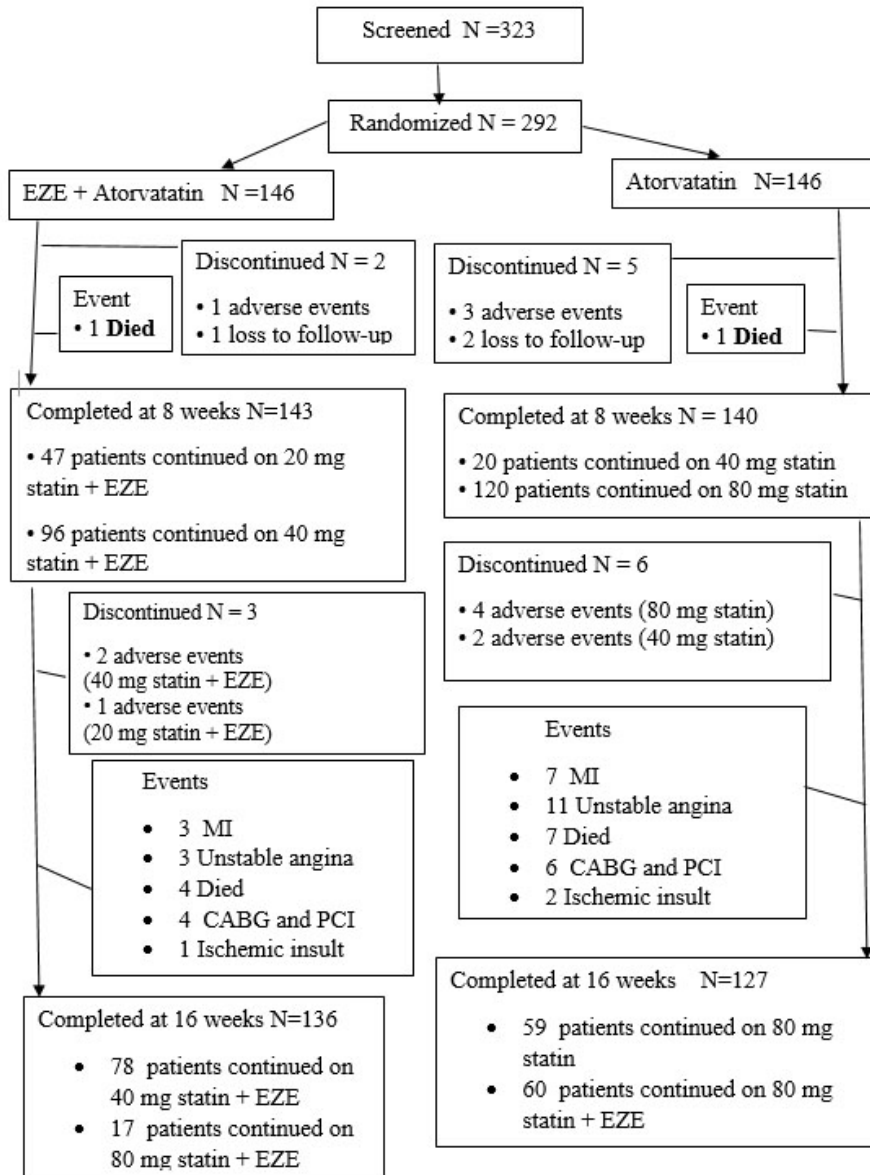 Screened N =323
Randomized N = 292
EZE + Atorvatatin N =146
Atorvatatin N=146
Discontinued N = 2
• 1 adverse events
• 1 loss to follow-up
Event
• 1 Died
Discontinued N = 5
• 3 adverse events
• 2 loss to follow-up
Event
• 1 Died
Completed at 8 weeks N=143
• 47 patients continued on 20 mg
statin + EZE
• 96 patients continued on 40 mg
statin + EZE
Completed at 8 weeks N = 140
• 20 patients continued on 40 mg statin
• 120 patients continued on 80 mg statin
Discontinued N = 3
• 2 adverse events
(40 mg statin + EZE)
• 1 adverse events
(20 mg statin + EZE)
Discontinued N = 6
• 4 adverse events (80 mg statin)
• 2 adverse events (40 mg statin)
Events
• 3 MI
• 3 Unstable angina
• 4 Died
• 4 CABG and PCI
• 1 Ischemic insult
Events
• 7 MI
• 11 Unstable angina
• 7 Died
• 6 CABG and PCI
• 2 Ischemic insult
Completed at 16 weeks N=136
• 78 patients continued on
40 mg statin + EZE
• 17 patients continued on
80 mg statin + EZE
Completed at 16 weeks N=127
• 59 patients continued on 80 mg
statin
• 60 patients continued on 80 mg
statin + EZE